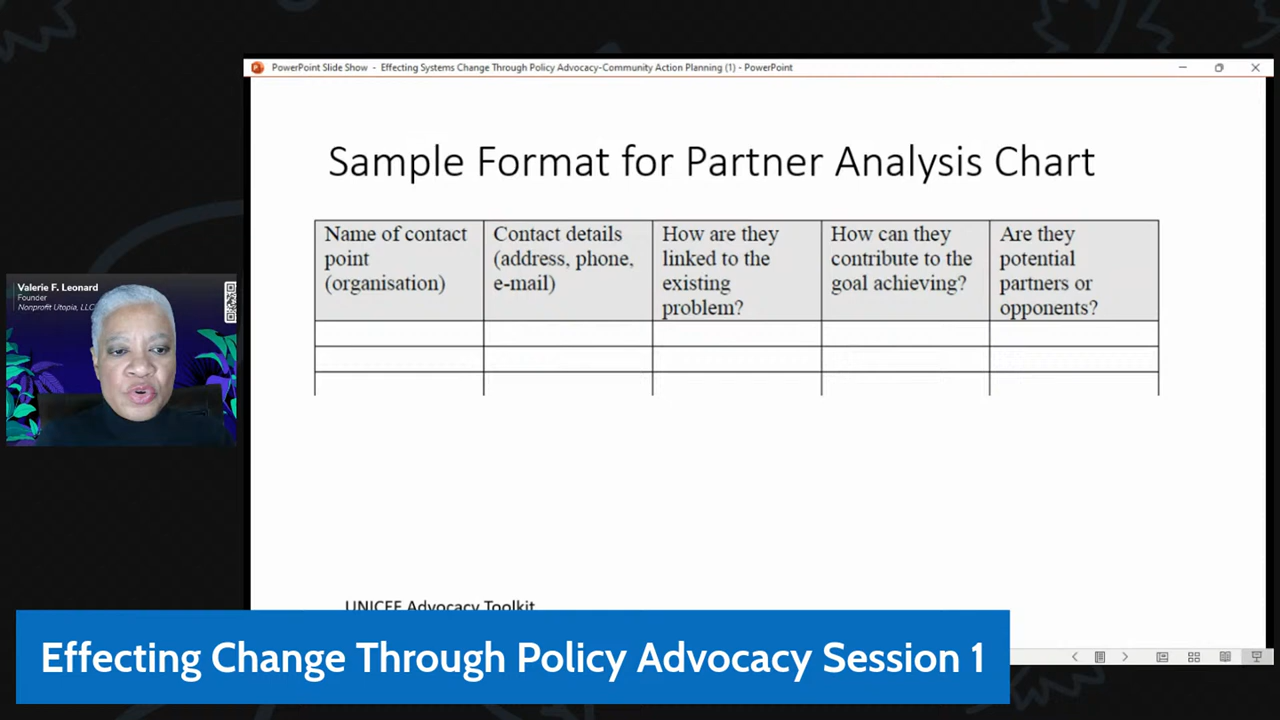 PowerPoint Slide Show - Effecting Systems Change Through Policy Advocacy-Community Action Planning (1) - PowerPoint
Sample Format for Partner Analysis Chart
Name of contact
point
(organisation)
Contact details
(address, phone,
e-mail)
How are they
linked to the
existing
problem?
How can they
contribute to the
goal achieving?
Are they
potential
partners or
opponents?
Valerie F. Leonard
Founder
Nonprofit Utopia, LLC
UNICEF Advocacy Toolkit
Effecting Change Through Policy Advocacy Session 1